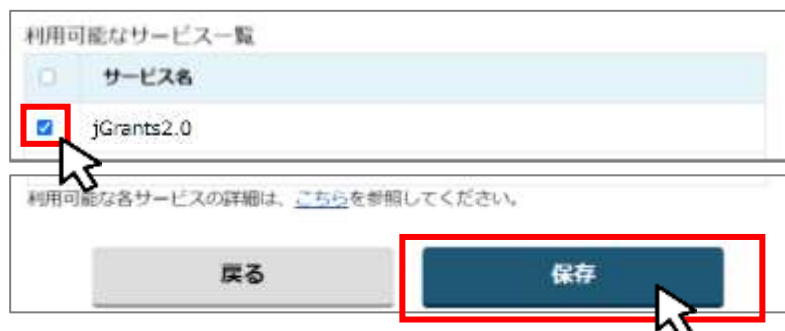 利用可能なサービス一覧
サービス名
jGrants2.0
利用可能な各サービスの詳細は、こちらを参照してください。
戻る
保存